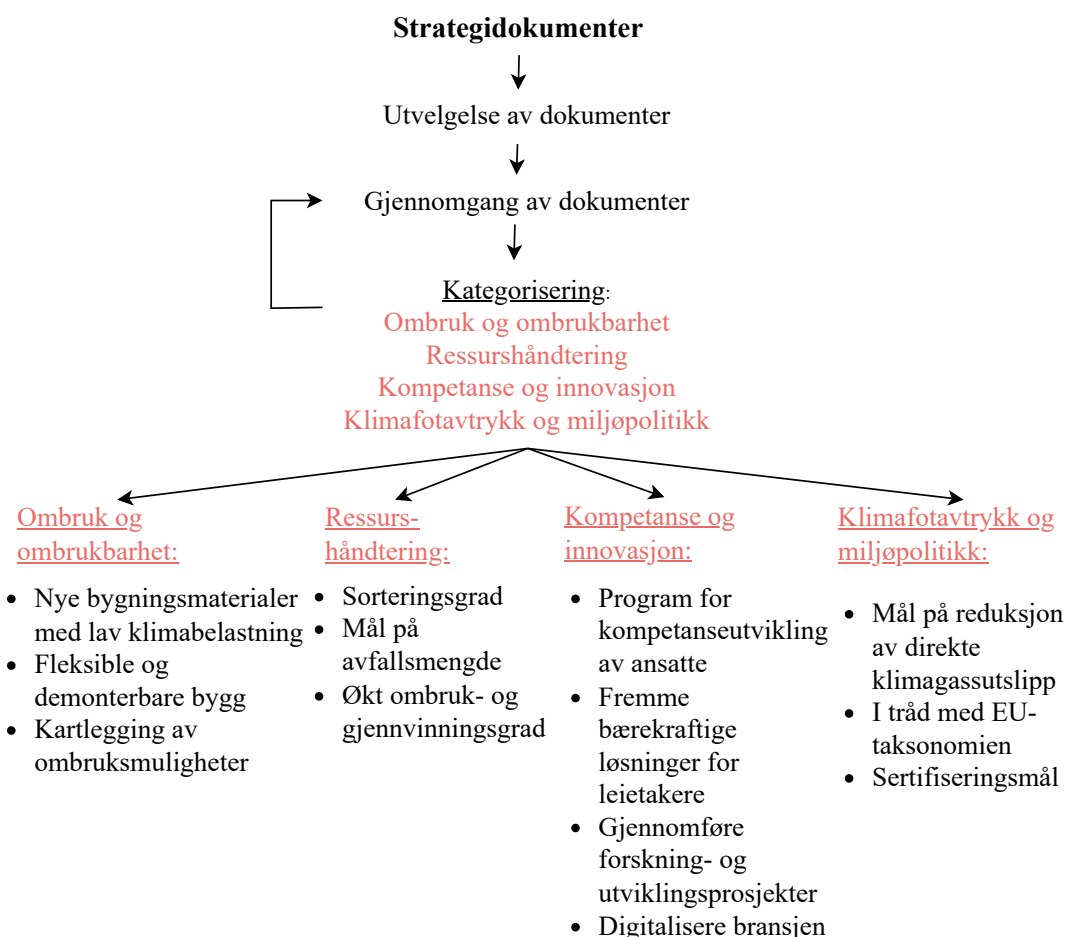 Strategidokumenter
Utvelgelse av dokumenter
Gjennomgang av dokumenter
Kategorisering:
Ombruk og ombrukbarhet
Ressurshåndtering
Kompetanse og innovasjon
Klimafotavtrykk og miljøpolitikk
Ombruk og
ombrukbarhet:
• Nye bygningsmaterialer
med lav klimabelastning
• Fleksible og
demonterbare bygg
• Kartlegging av
ombruksmuligheter
Ressurs-
håndtering:
• Sorteringsgrad
• Mål på
avfallsmengde
• Økt ombruk- og
gjennvinningsgrad
Kompetanse og
innovasjon:
• Program for
kompetanseutvikling
av ansatte
• Fremme
bærekraftige
løsninger for
leietakere
• Gjennomføre
forskning- og
utviklingsprosjekter
• Digitalisere bransjen
Klimafotavtrykk og
miljøpolitikk:
• Mål på reduksjon
av direkte
klimagassutslipp
• I tråd med EU-
taksonomien
• Sertifiseringsmål